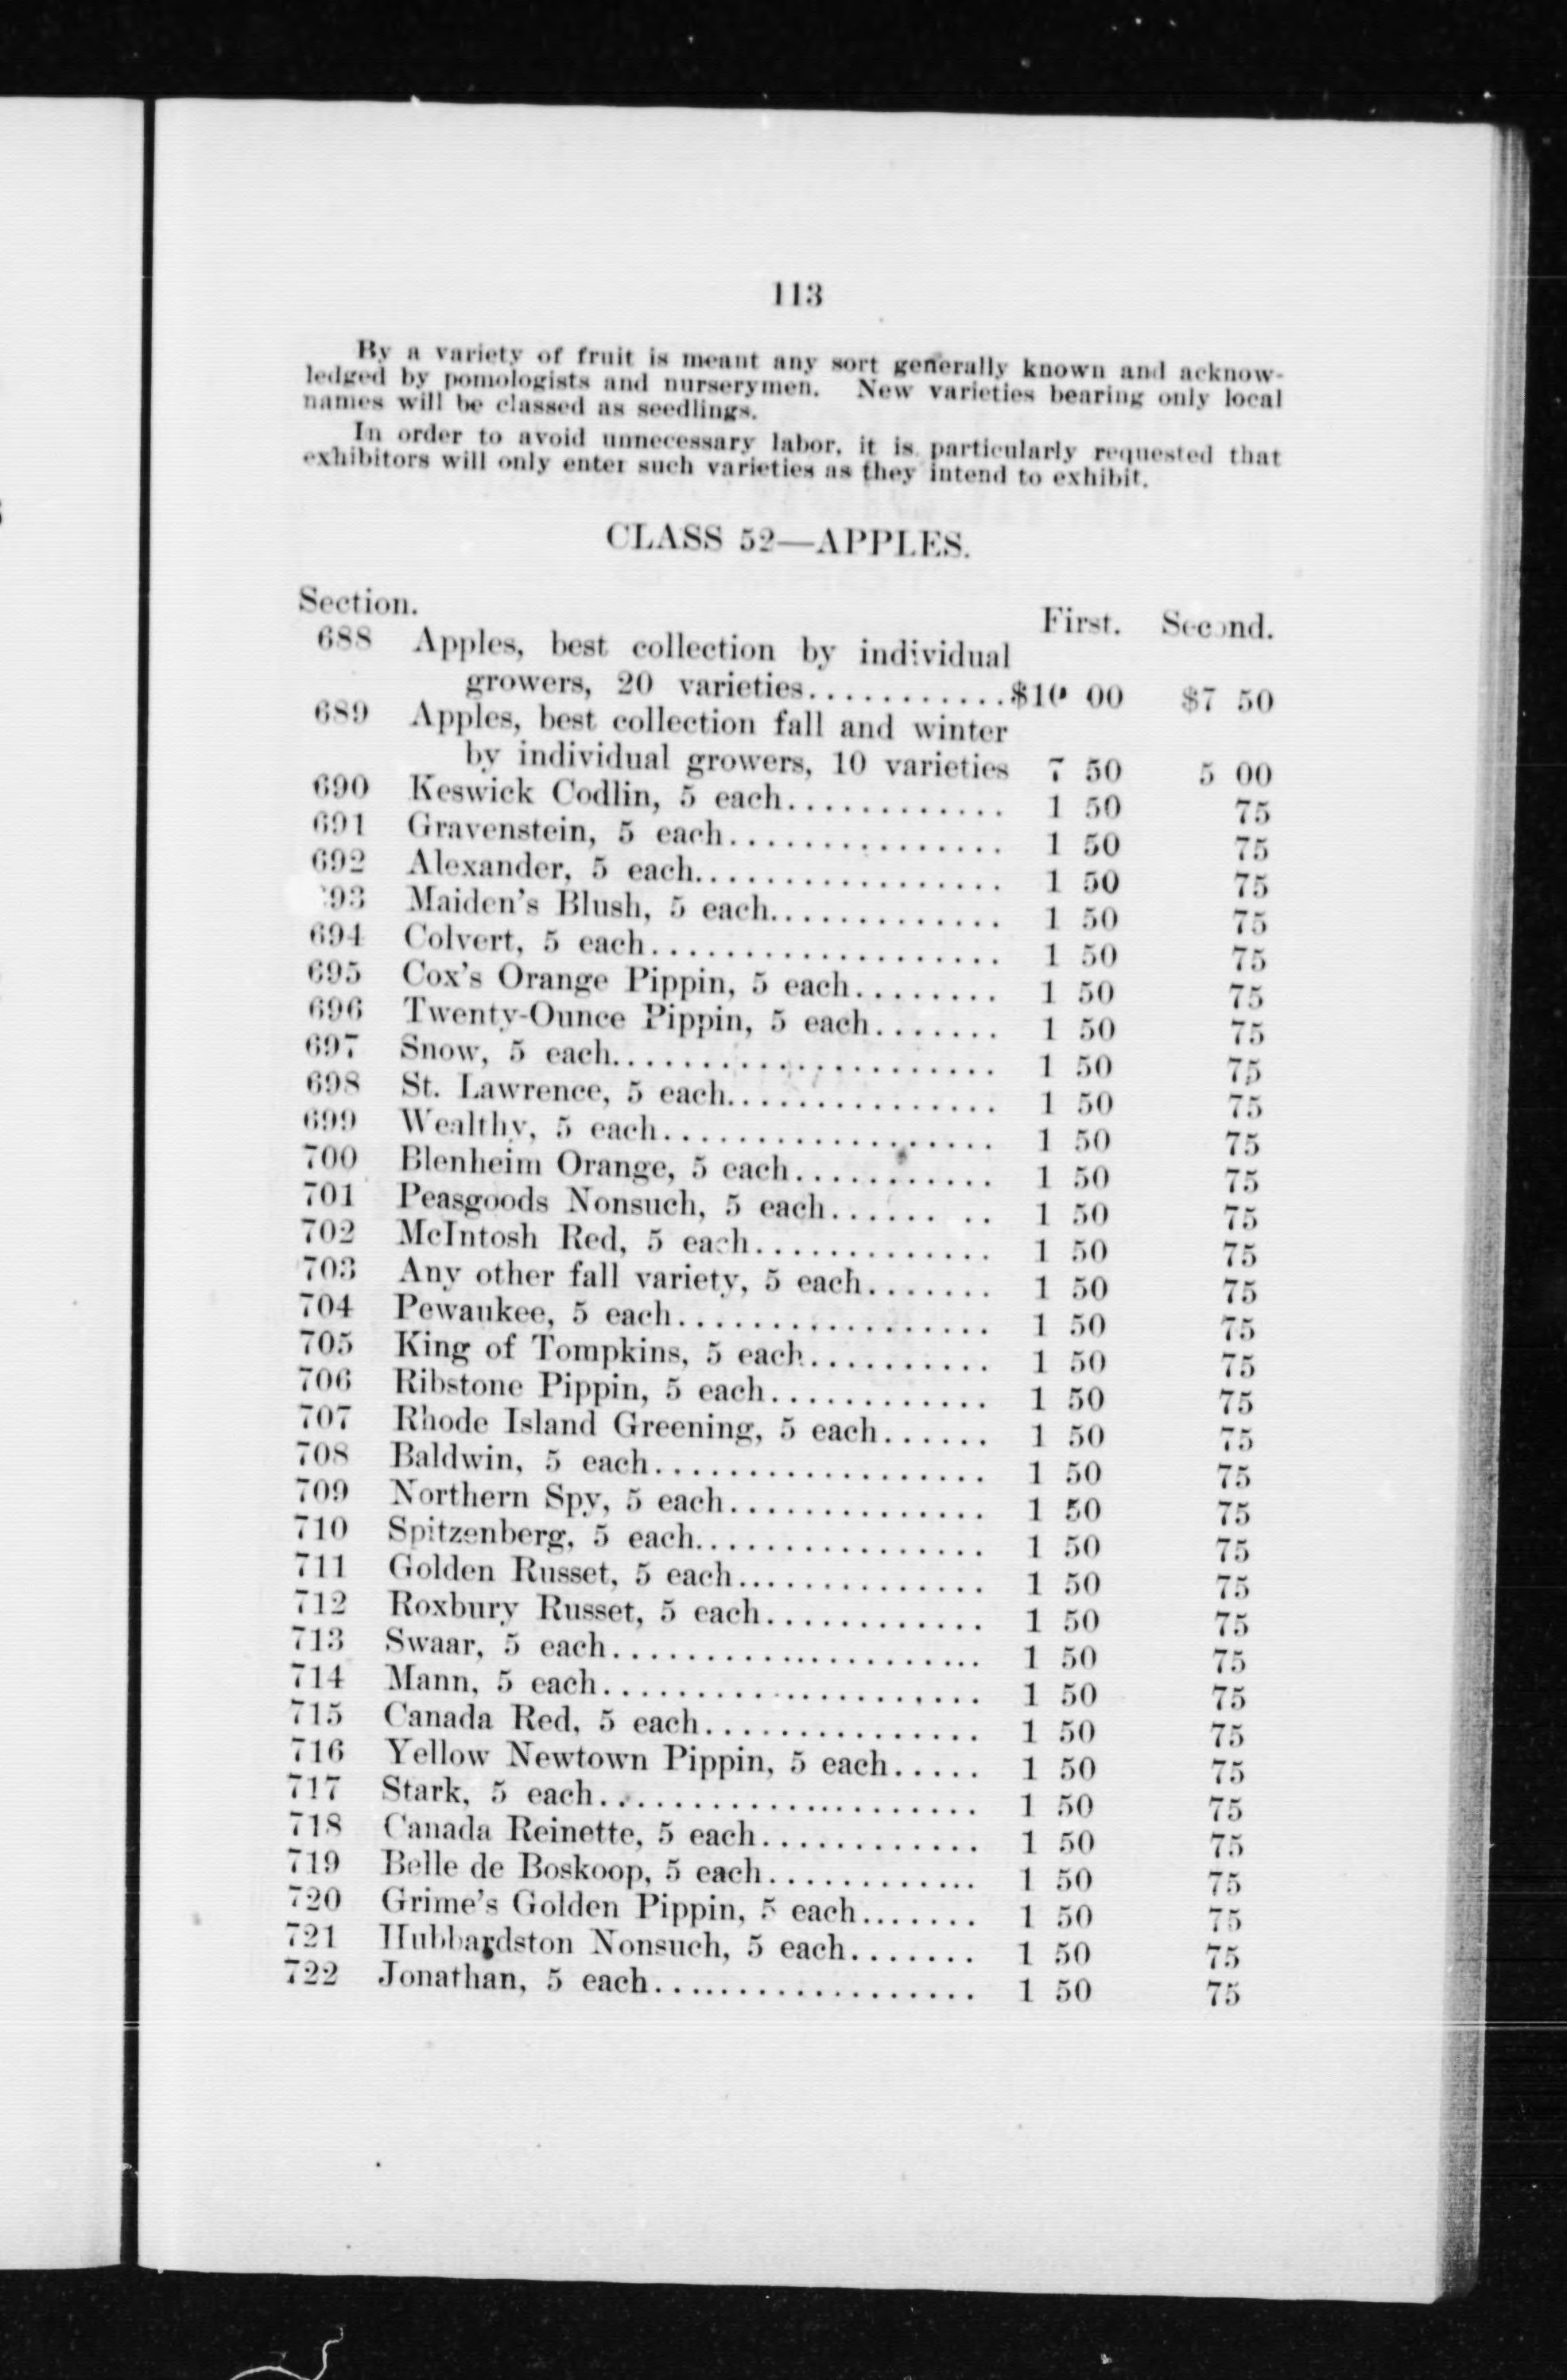 113
By a variety of fruit is meant any sort generally known and acknow-
ledged by pomologists and nurserymen. New varieties bearing only local
names will be classed as seedlings.
In order to avoid unnecessary labor, it is particularly requested that
exhibitors will only enter such varieties as they intend to exhibit.
CLASS 52—APPLES.
Section. First. Second.
688 Apples, best collection by individual
growers, 20 varieties............$10 00 $7 50
689 Apples, best collection fall and winter
by individual growers, 10 varieties 7 50 5 00
690 Keswick Codlin, 5 each............ 1 50 75
691 Gravenstein, 5 each............... 1 50 75
692 Alexander, 5 each................. 1 50 75
93 Maiden's Blush, 5 each............. 1 50 75
694 Colvert, 5 each................... 1 50 75
695 Cox's Orange Pippin, 5 each........ 1 50 75
696 Twenty-Ounce Pippin, 5 each....... 1 50 75
697 Snow, 5 each..................... 1 50 75
698 St. Lawrence, 5 each............... 1 50 75
699 Wealthy, 5 each.................. 1 50 75
700 Blenheim Orange, 5 each........... 1 50 75
701 Peasgoods Nonsuch, 5 each...... .. 1 50 75
702 McIntosh Red, 5 each............. 1 50 75
703 Any other fall variety, 5 each....... 1 50 75
704 Pewaukee, 5 each................. 1 50 75
705 King of Tompkins, 5 each.......... 1 50 75
706 Ribstone Pippin, 5 each............ 1 50 75
707 Rhode Island Greening, 5 each...... 1 50 75
708 Baldwin, 5 each.................. 1 50 75
709 Northern Spy, 5 each.............. 1 50 75
710 Spitzenberg, 5 each................ 1 50 75
711 Golden Russet, 5 each.............. 1 50 75
712 Roxbury Russet, 5 each............ 1 50 75
713 Swaar, 5 each.................... 1 50 75
714 Mann, 5 each..................... 1 50 75
715 Canada Red, 5 each............... 1 50 75
716 Yellow Newtown Pippin, 5 each..... 1 50 75
717 Stark, 5 each..................... 1 50 75
718 Canada Reinette, 5 each............ 1 50 75
719 Belle de Boskoop, 5 each............ 1 50 75
720 Grime's Golden Pippin, 5 each....... 1 50 75
721 Hubbardston Nonsuch, 5 each....... 1 50 75
722 Jonathan, 5 each.................. 1 50 75